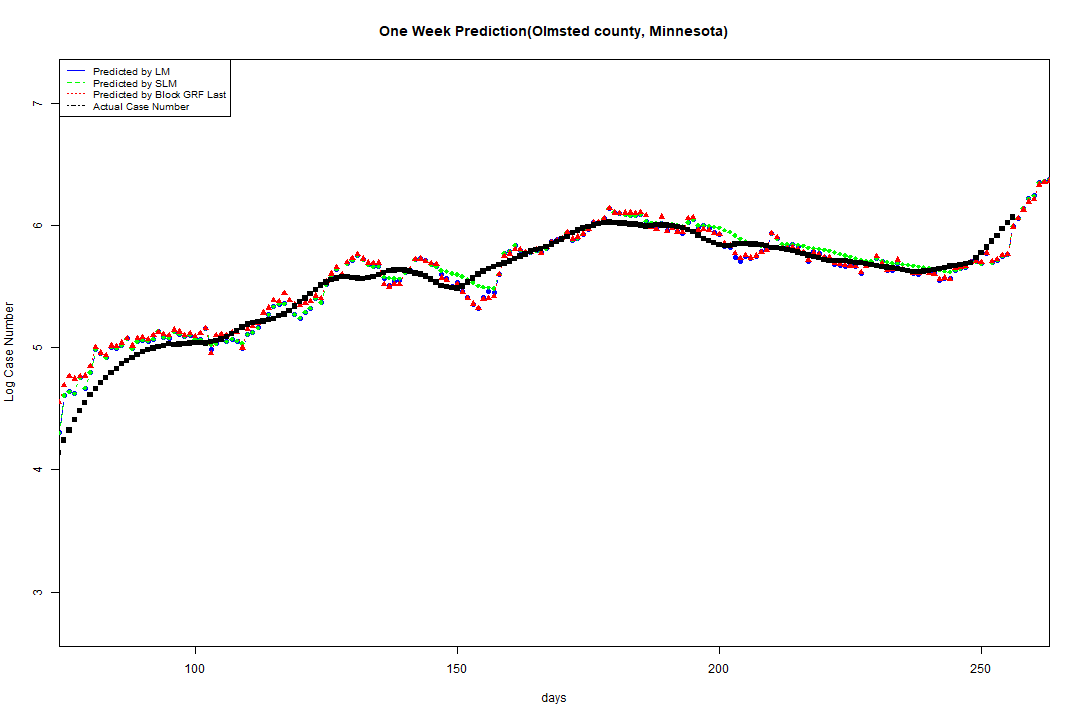 One Week Prediction(Olmsted county, Minnesota)
Predicted by LM
Predicted by SLM
Predicted by Block GRF Last
Actual Case Number
7
6
5
4
3
Log Case Number
100 150 200 250
days